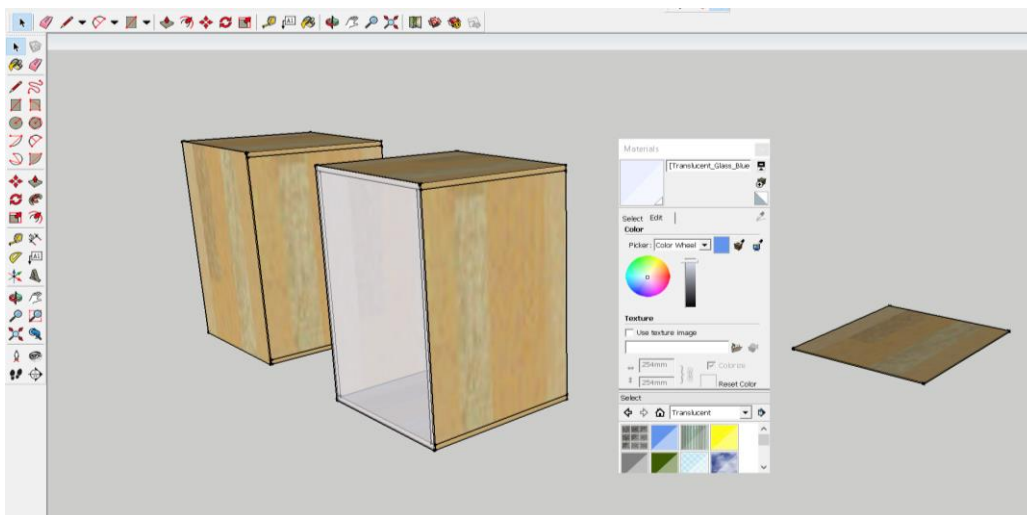 Materials
[Translucent_Glass_Blue
Select Edit
Color
Picker: Color Wheel
Texture
Use texture image
254mm
Colorize
254mm
Reset Color
Select
Translucent